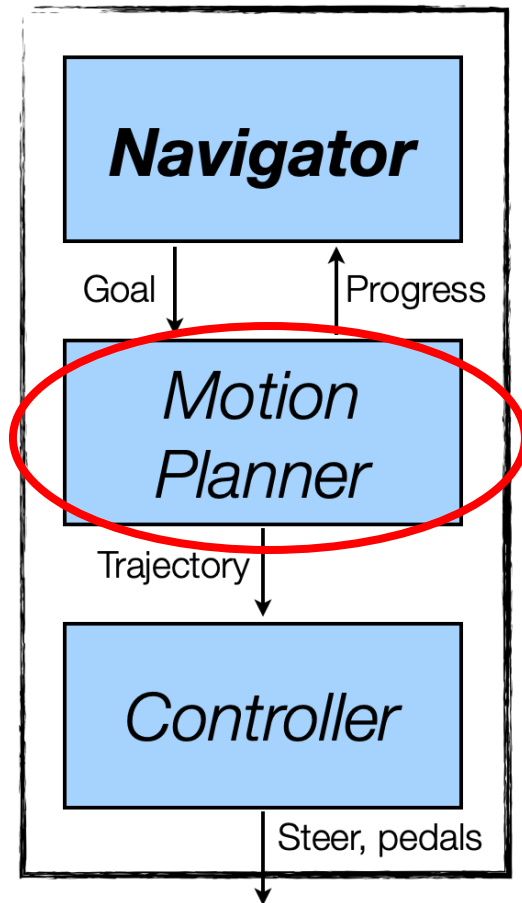 Navigator
Goal
Progress
Motion
Planner
Trajectory
Controller
Steer, pedals